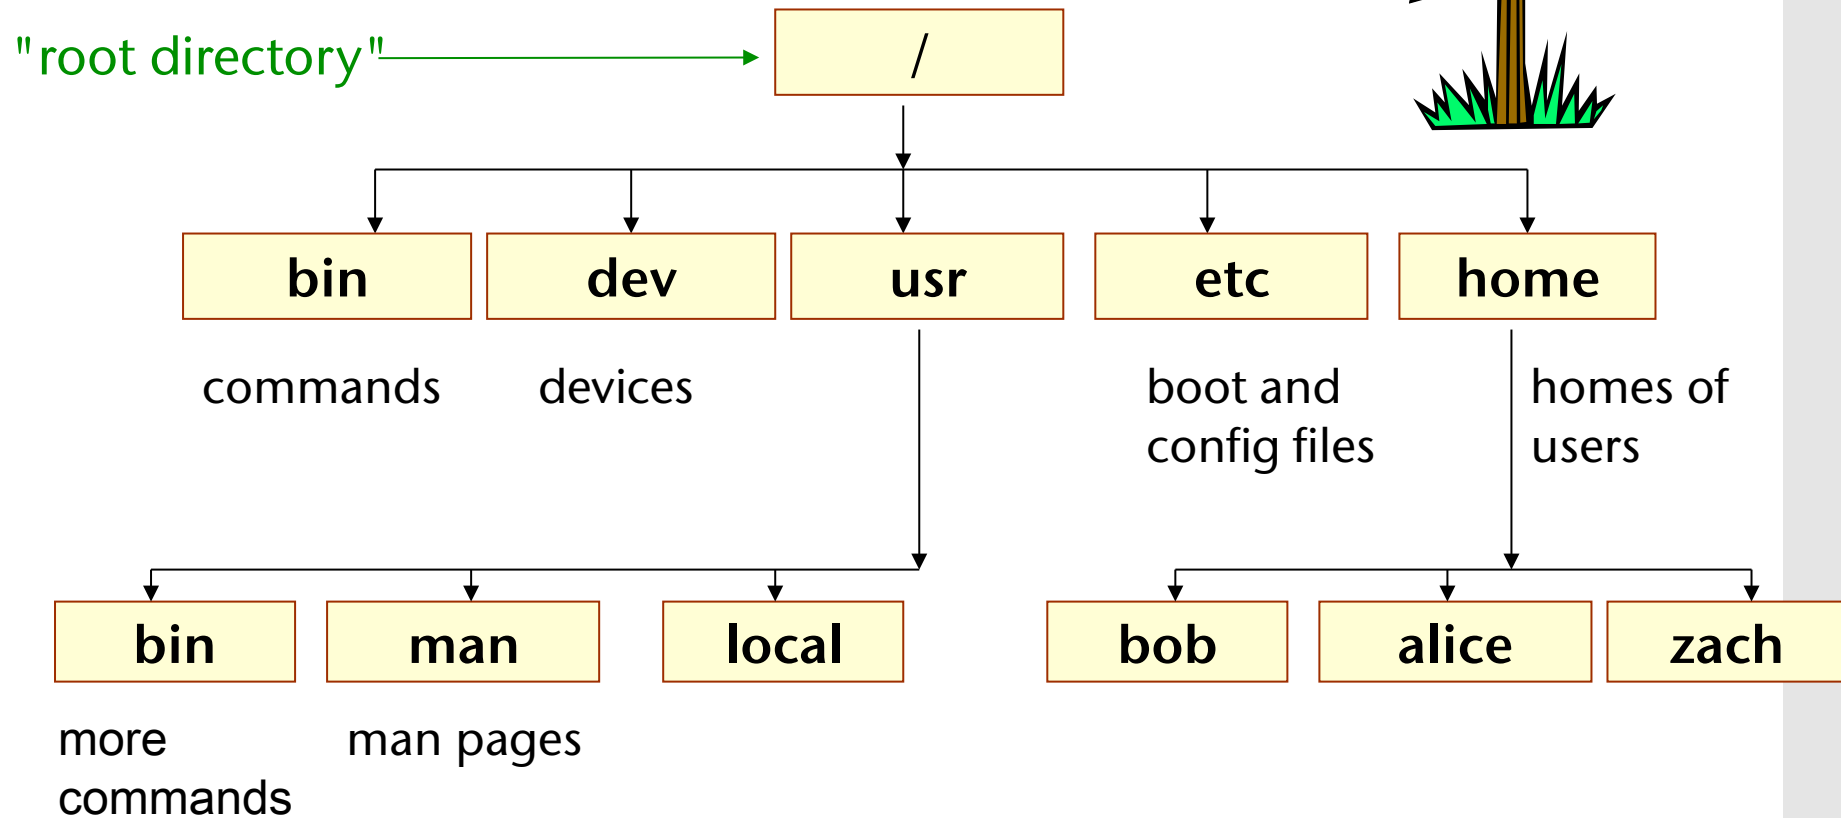 "root directory"
/
bin
dev
usr
etc
home
commands
devices
boot and
config files
homes of
users
bin
man
local
bob
alice
zach
more
commands
man pages